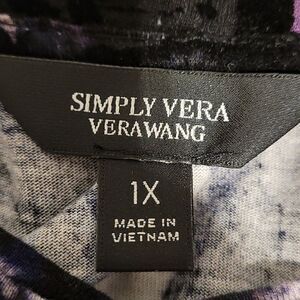 SIMPLY VERA
VERAWANG
1X
MADE IN
VIETNAM